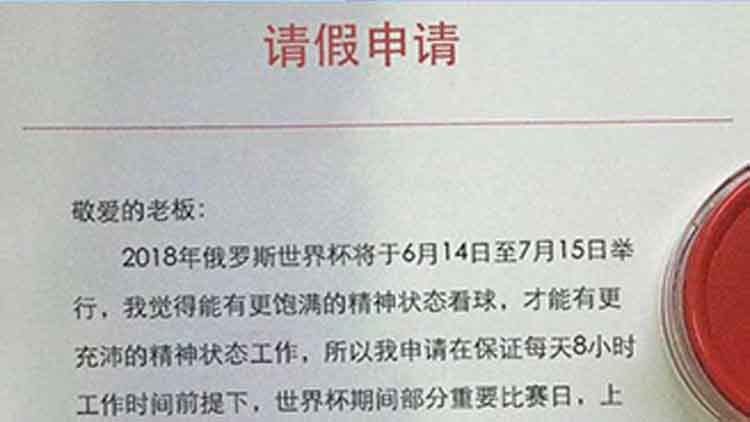 请假申请
敬爱的老板：
2018年俄罗斯世界杯将于6月14日至7月15日举
行，我觉得能有更饱满的精神状态看球，才能有更
充沛的精神状态工作，所以我申请在保证每天8小时
工作时间前提下，世界杯期间部分重要比赛日，上